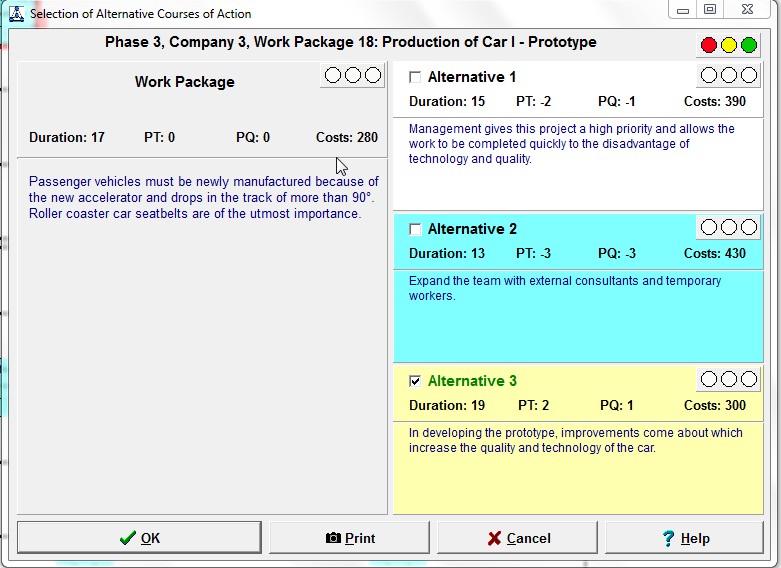 Selection of Alternative Courses of Action
Phase 3, Company 3, Work Package 18: Production of Car I - Prototype
Work Package
Duration: 17 PT: 0 PQ: 0 Costs: 280
Passenger vehicles must be newly manufactured because of
the new accelerator and drops in the track of more than 90°.
Roller coaster car seatbelts are of the utmost importance.
Alternative 1
Duration: 15 PT: -2 PQ: -1 Costs: 390
Management gives this project a high priority and allows the
work to be completed quickly to the disadvantage of
technology and quality.
Alternative 2
Duration: 13 PT: -3 PQ: -3 Costs: 430
Expand the team with external consultants and temporary
workers.
Alternative 3
Duration: 19 PT: 2 PQ: 1 Costs: 300
In developing the prototype, improvements come about which
increase the quality and technology of the car.
OK Print Cancel ? Help